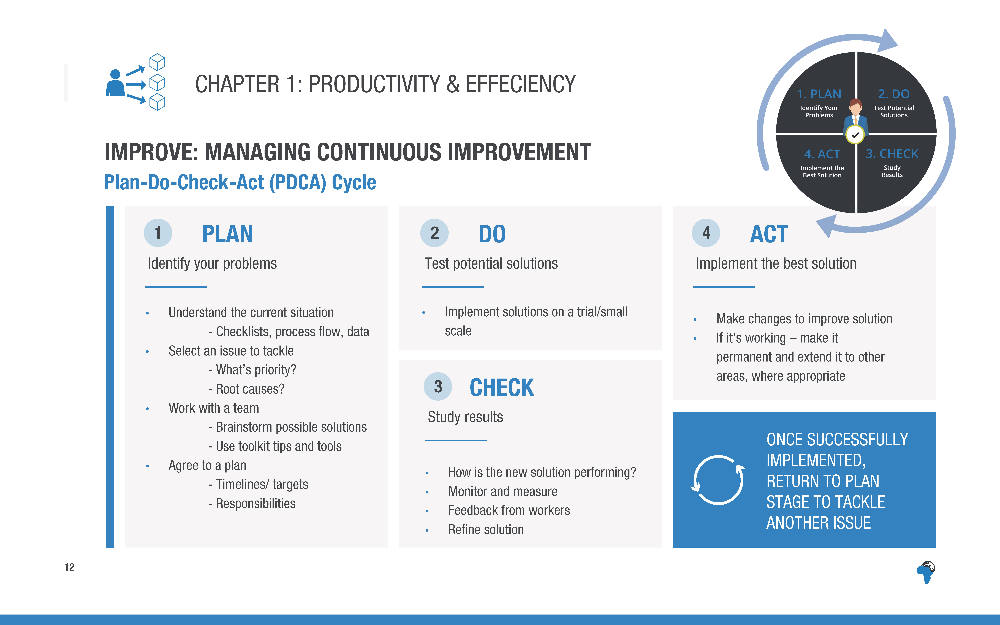 CHAPTER 1: PRODUCTIVITY & EFFECIENCY
1. PLAN
Identify Your
Problems
2. DO
Test Potential
Solutions
4. ACT
Implement the
Best Solution
3. CHECK
Study
Results
IMPROVE: MANAGING CONTINUOUS IMPROVEMENT
Plan-Do-Check-Act (PDCA) Cycle
1 PLAN
Identify your problems
• Understand the current situation
- Checklists, process flow, data
• Select an issue to tackle
- What’s priority?
- Root causes?
• Work with a team
- Brainstorm possible solutions
- Use toolkit tips and tools
• Agree to a plan
- Timelines/ targets
- Responsibilities
2 DO
Test potential solutions
• Implement solutions on a trial/small
scale
3 CHECK
Study results
• How is the new solution performing?
• Monitor and measure
• Feedback from workers
• Refine solution
4 ACT
Implement the best solution
• Make changes to improve solution
• If it’s working – make it
permanent and extend it to other
areas, where appropriate
ONCE SUCCESSFULLY
IMPLEMENTED,
RETURN TO PLAN
STAGE TO TACKLE
ANOTHER ISSUE
12